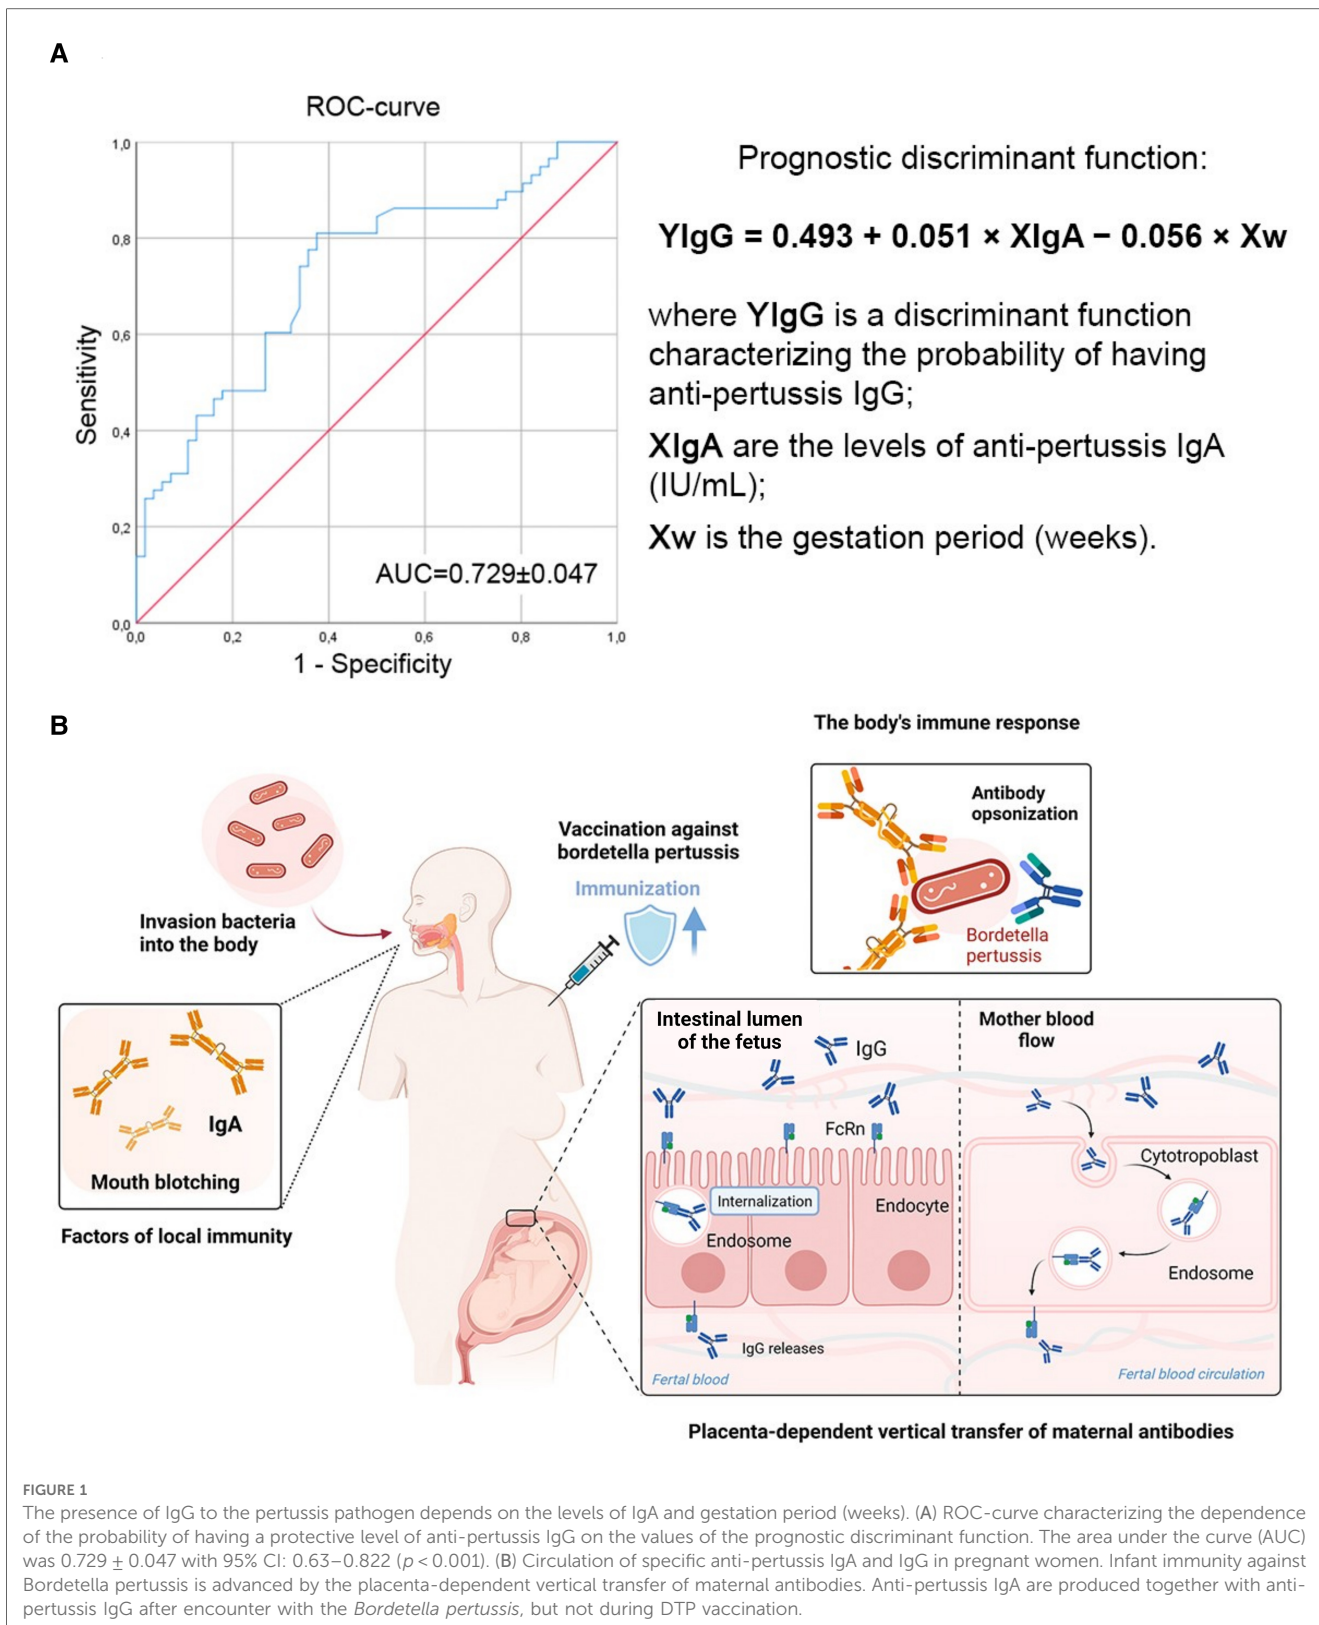 A
ROC-curve
1,0
0,8
0,6
0,4
0,2
0,0
0,0 0,2 0,4 0,6 0,8 1,0
Sensitivity
1 - Specificity
AUC=0.729±0.047
Prognostic discriminant function:
YIgG = 0.493 + 0.051 × XIgA − 0.056 × Xw
where YIgG is a discriminant function
characterizing the probability of having
anti-pertussis IgG;
XIgA are the levels of anti-pertussis IgA
(IU/mL);
Xw is the gestation period (weeks).
B
Invasion bacteria
into the body
Vaccination against
bordetella pertussis
Immunization
The body's immune response
Antibody
opsonization
Bordetella
pertussis
IgA
Mouth blotching
Factors of local immunity
Intestinal lumen
of the fetus
IgG
FcRn
Internalization
Endocyte
Endosome
IgG releases
Fertal blood
Mother blood
flow
Cytotropoblast
Endosome
Fertal blood circulation
Placenta-dependent vertical transfer of maternal antibodies
FIGURE 1
The presence of IgG to the pertussis pathogen depends on the levels of IgA and gestation period (weeks). (A) ROC-curve characterizing the dependence
of the probability of having a protective level of anti-pertussis IgG on the values of the prognostic discriminant function. The area under the curve (AUC)
was 0.729 ± 0.047 with 95% CI: 0.63–0.822 (p < 0.001). (B) Circulation of specific anti-pertussis IgA and IgG in pregnant women. Infant immunity against
Bordetella pertussis is advanced by the placenta-dependent vertical transfer of maternal antibodies. Anti-pertussis IgA are produced together with anti-
pertussis IgG after encounter with the Bordetella pertussis, but not during DTP vaccination.